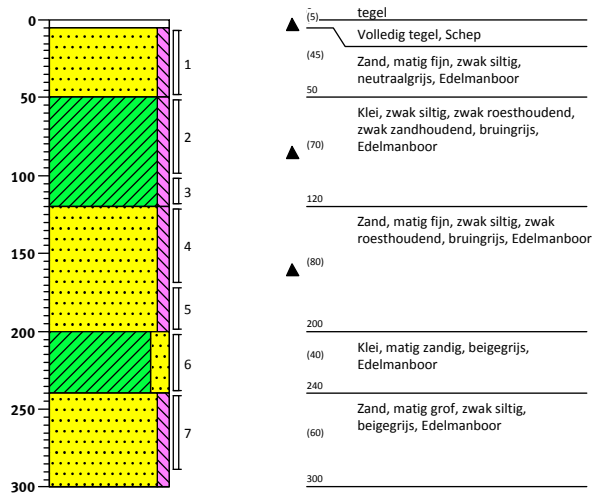 0
50
100
150
200
250
300
1
2
3
4
5
6
7
(5)
tegel
Volledig tegel, Schep
(45)
Zand, matig fijn, zwak siltig,
neutraalgrijs, Edelmanboor
50
Klei, zwak siltig, zwak roesthoudend,
zwak zandhoudend, bruingrijs,
Edelmanboor
(70)
120
Zand, matig fijn, zwak siltig, zwak
roesthoudend, bruingrijs, Edelmanboor
(80)
200
Klei, matig zandig, beigegrijs,
Edelmanboor
(40)
240
Zand, matig grof, zwak siltig,
beigegrijs, Edelmanboor
(60)
300